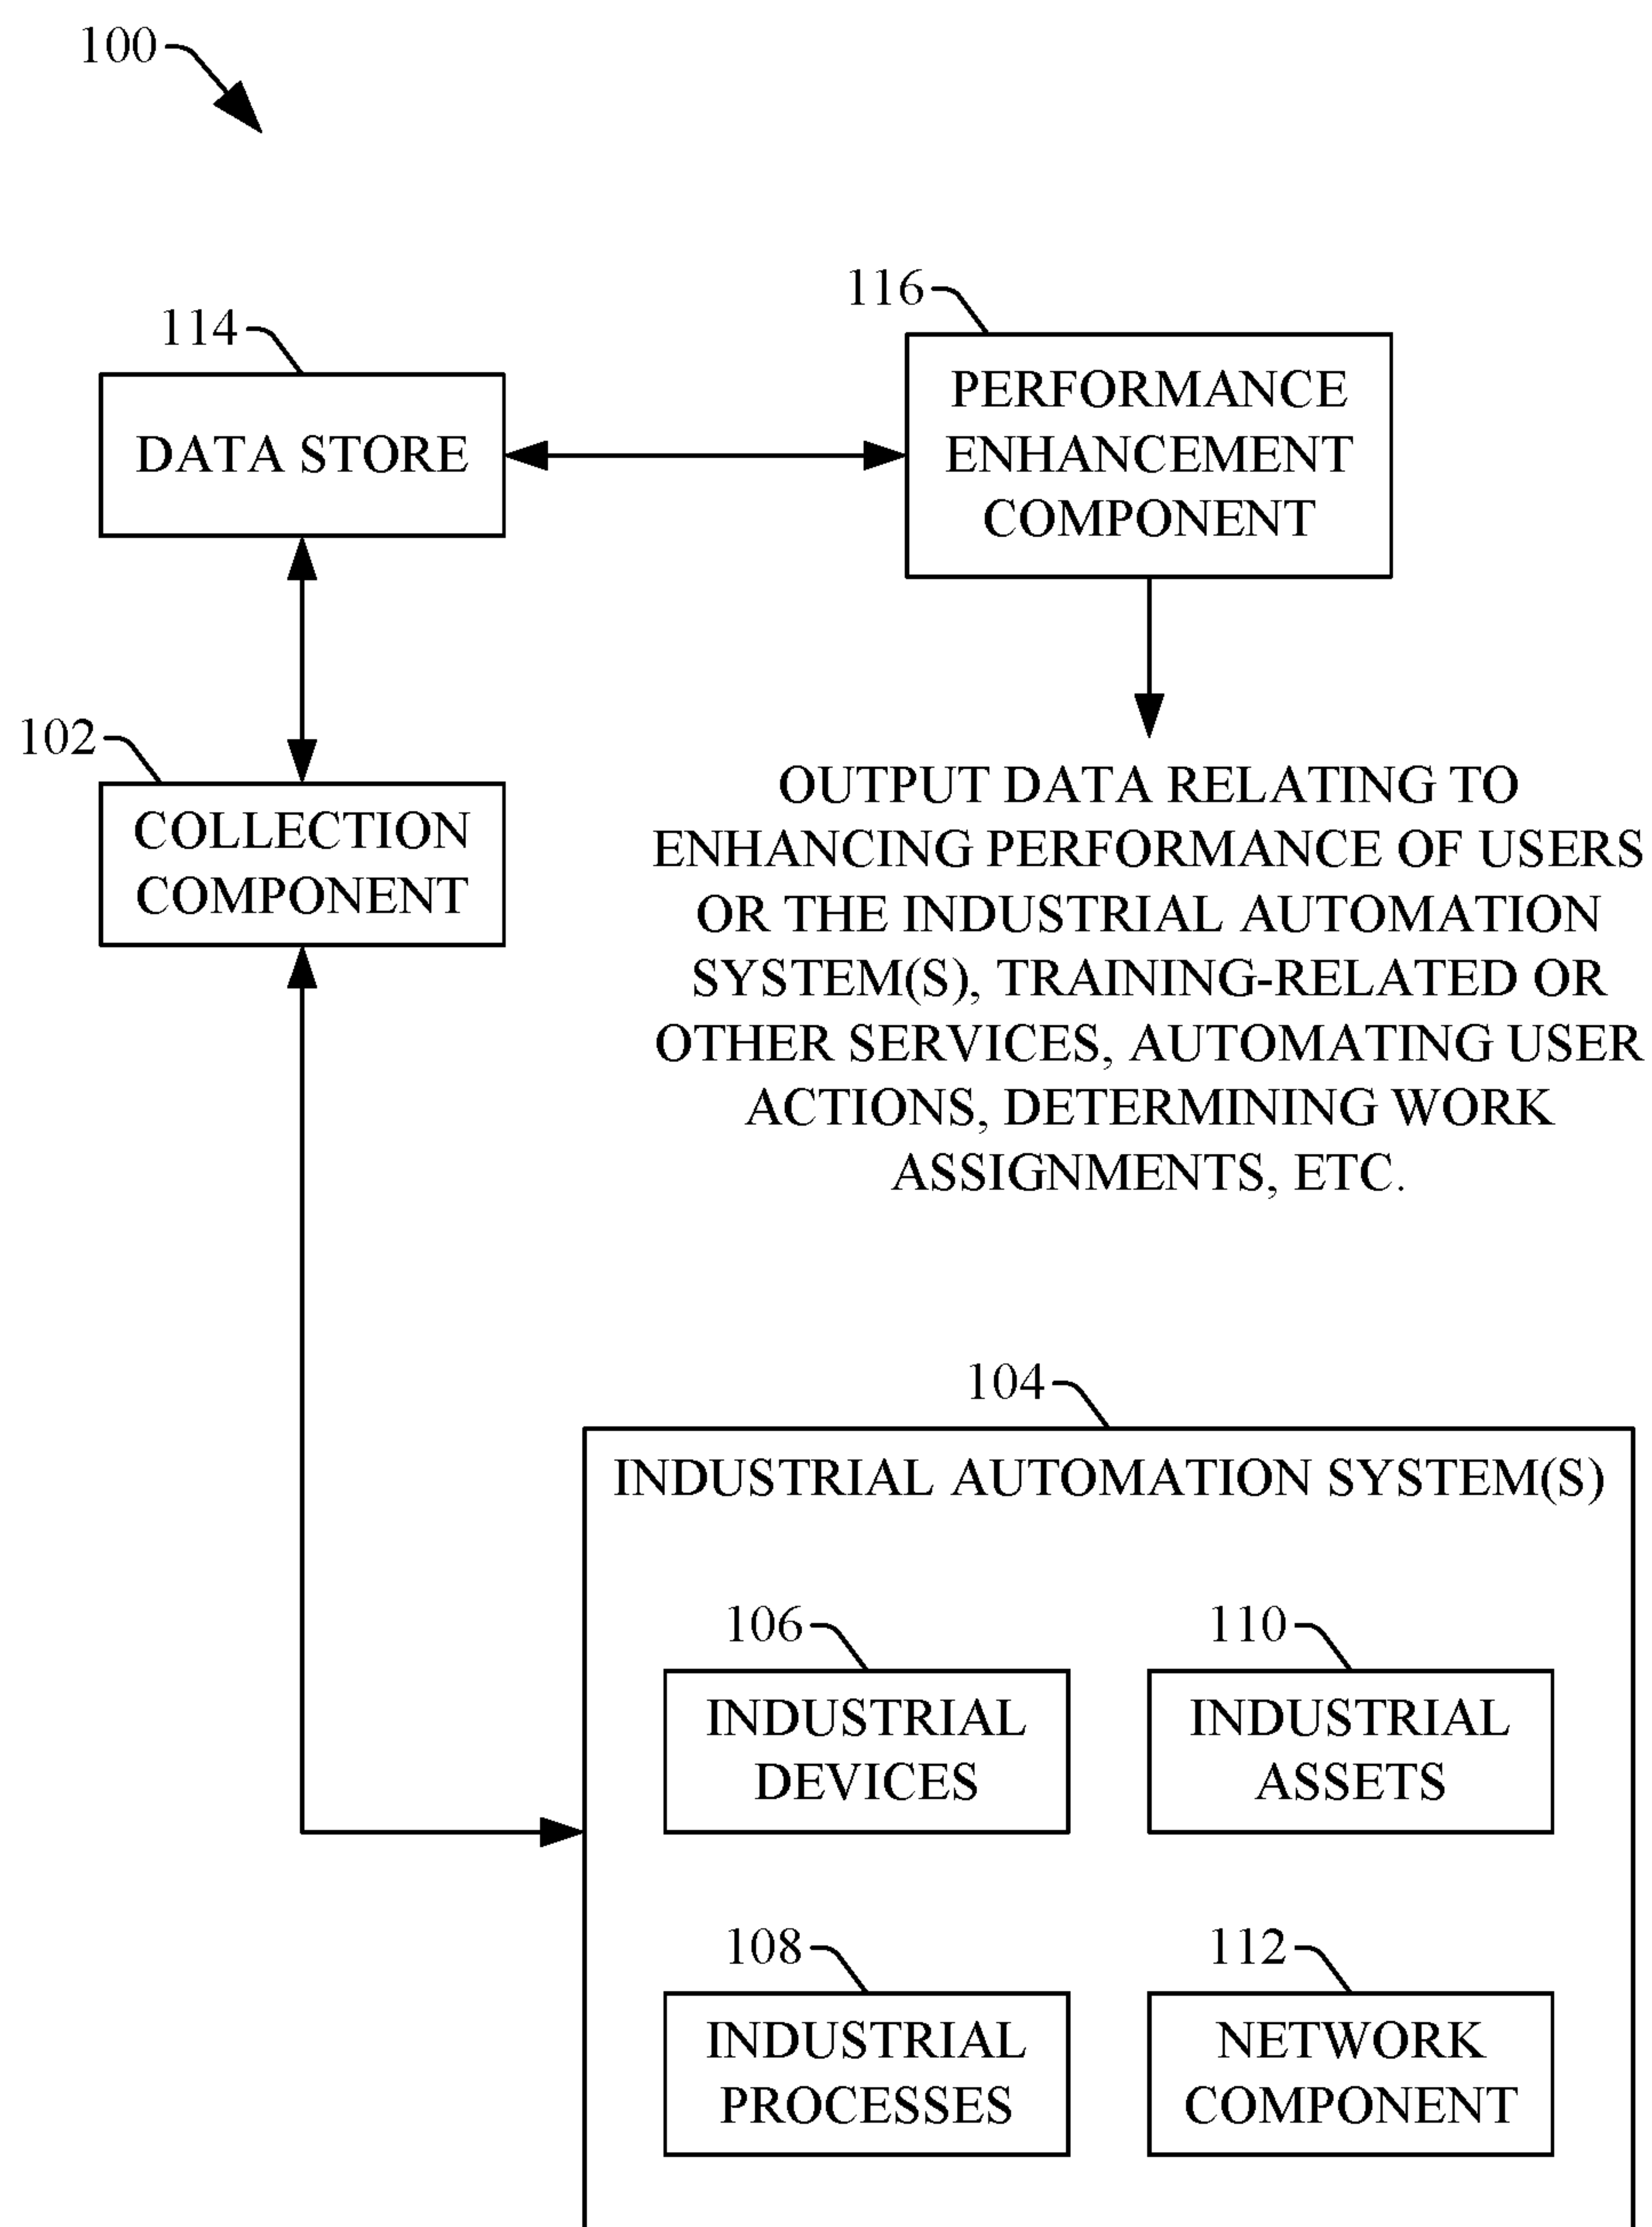 100
116
114
PERFORMANCE
ENHANCEMENT
COMPONENT
DATA STORE
102
COLLECTION
COMPONENT
OUTPUT DATA RELATING TO
ENHANCING PERFORMANCE OF USERS
OR THE INDUSTRIAL AUTOMATION
SYSTEM(S), TRAINING-RELATED OR
OTHER SERVICES, AUTOMATING USER
ACTIONS, DETERMINING WORK
ASSIGNMENTS, ETC.
104
INDUSTRIAL AUTOMATION SYSTEM(S)
106
INDUSTRIAL
DEVICES
110
INDUSTRIAL
ASSETS
108
INDUSTRIAL
PROCESSES
112
NETWORK
COMPONENT